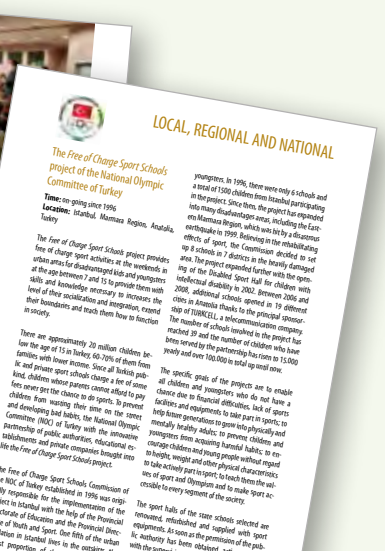 LOCAL, REGIONAL AND NATIONAL
The Free of Charge Sport Schools
project of the National Olympic
Committee of Turkey
Time: on-going since 1996
Location: Istanbul, Marmara Region, Anatolia,
Turkey
The Free of Charge Sport Schools project provides
free of charge sport activities at the weekends in
urban areas for disadvantaged kids and youngsters
at the age between 7 and 15 to provide them with
skills and knowledge necessary to increases the
level of their socialization and integration, extend
their boundaries and teach them how to function
in society.
There are approximately 20 million children be-
low the age of 15 in Turkey, 60-70% of them from
families with lower income. Since all Turkish pub-
lic and private sport schools charge a fee of some
kind, children whose parents cannot afford to pay
fees never get the chance to do sports. To prevent
children from wasting their time on the street
and developing bad habits, the National Olympic
Committee (NOC) of Turkey with the innovative
partnership of public authorities, educational es-
tablishments and private companies brought into
life the Free of Charge Sport Schools project.
he Free of Charge Sport Schools Commission of
e NOC of Turkey established in 1996 was origi-
lly responsible for the implementation of the
ject in Istanbul with the help of the Provincial
ctorate of Education and the Provincial Direc-
e of Youth and Sport. One fifth of the urban
lation in Istanbul lives in the outskirts
st proportion of
youngsters. In 1996, there were only 6 schools and
a total of 1500 children from Istanbul participating
in the project. Since then, the project has expanded
into many disadvantages areas, including the East-
ern Marmara Region, which was hit by a disastrous
earthquake in 1999. Believing in the rehabilitating
effects of sport, the Commission decided to set
up 8 schools in 7 districts in the heavily damaged
area. The project expanded further with the open-
ing of the Disabled Sport Hall for children with
intellectual disability in 2002. Between 2006 and
2008, additional schools opened in 19 different
cities in Anatolia thanks to the principal sponsor-
ship of TURKCELL, a telecommunication company.
The number of schools involved in the project has
reached 39 and the number of children who have
been served by the partnership has risen to 15.000
yearly and over 100.000 in total up until now.
The specific goals of the projects are to enable
all children and youngsters who do not have a
chance due to financial difficulties, lack of sports
facilities and equipments to take part in sports; to
help future generations to grow into physically and
mentally healthy adults; to prevent children and
youngsters from acquiring harmful habits; to en-
courage children and young people without regard
to height, weight and other physical characteristics
to take actively part in sport; to teach them the val-
ues of sport and Olympism and to make sport ac-
cessible to every segment of the society.
The sport halls of the state schools selected are
renovated, refurbished and supplied with sport
equipments. As soon as the permission of the pub-
lic authority has been obtained,
with the